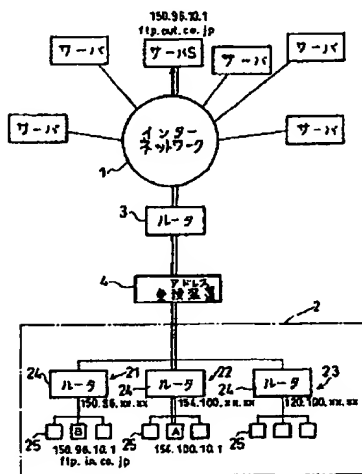 150.96.10.1
ftp.out.co.jp
サーバ
サーバS
サーバ
サーバ
サーバ
サーバ
インター
ネットワーク
1
3
ルータ
4
アドレス
変換装置
2
24
ルータ
21
24
ルータ
22
24
ルータ
23
150.96.xx.xx
154.100.xx.xx
120.100.xx.xx
25
B
25
A
25
150.96.10.1
ftp.in.co.jp
154.100.10.1